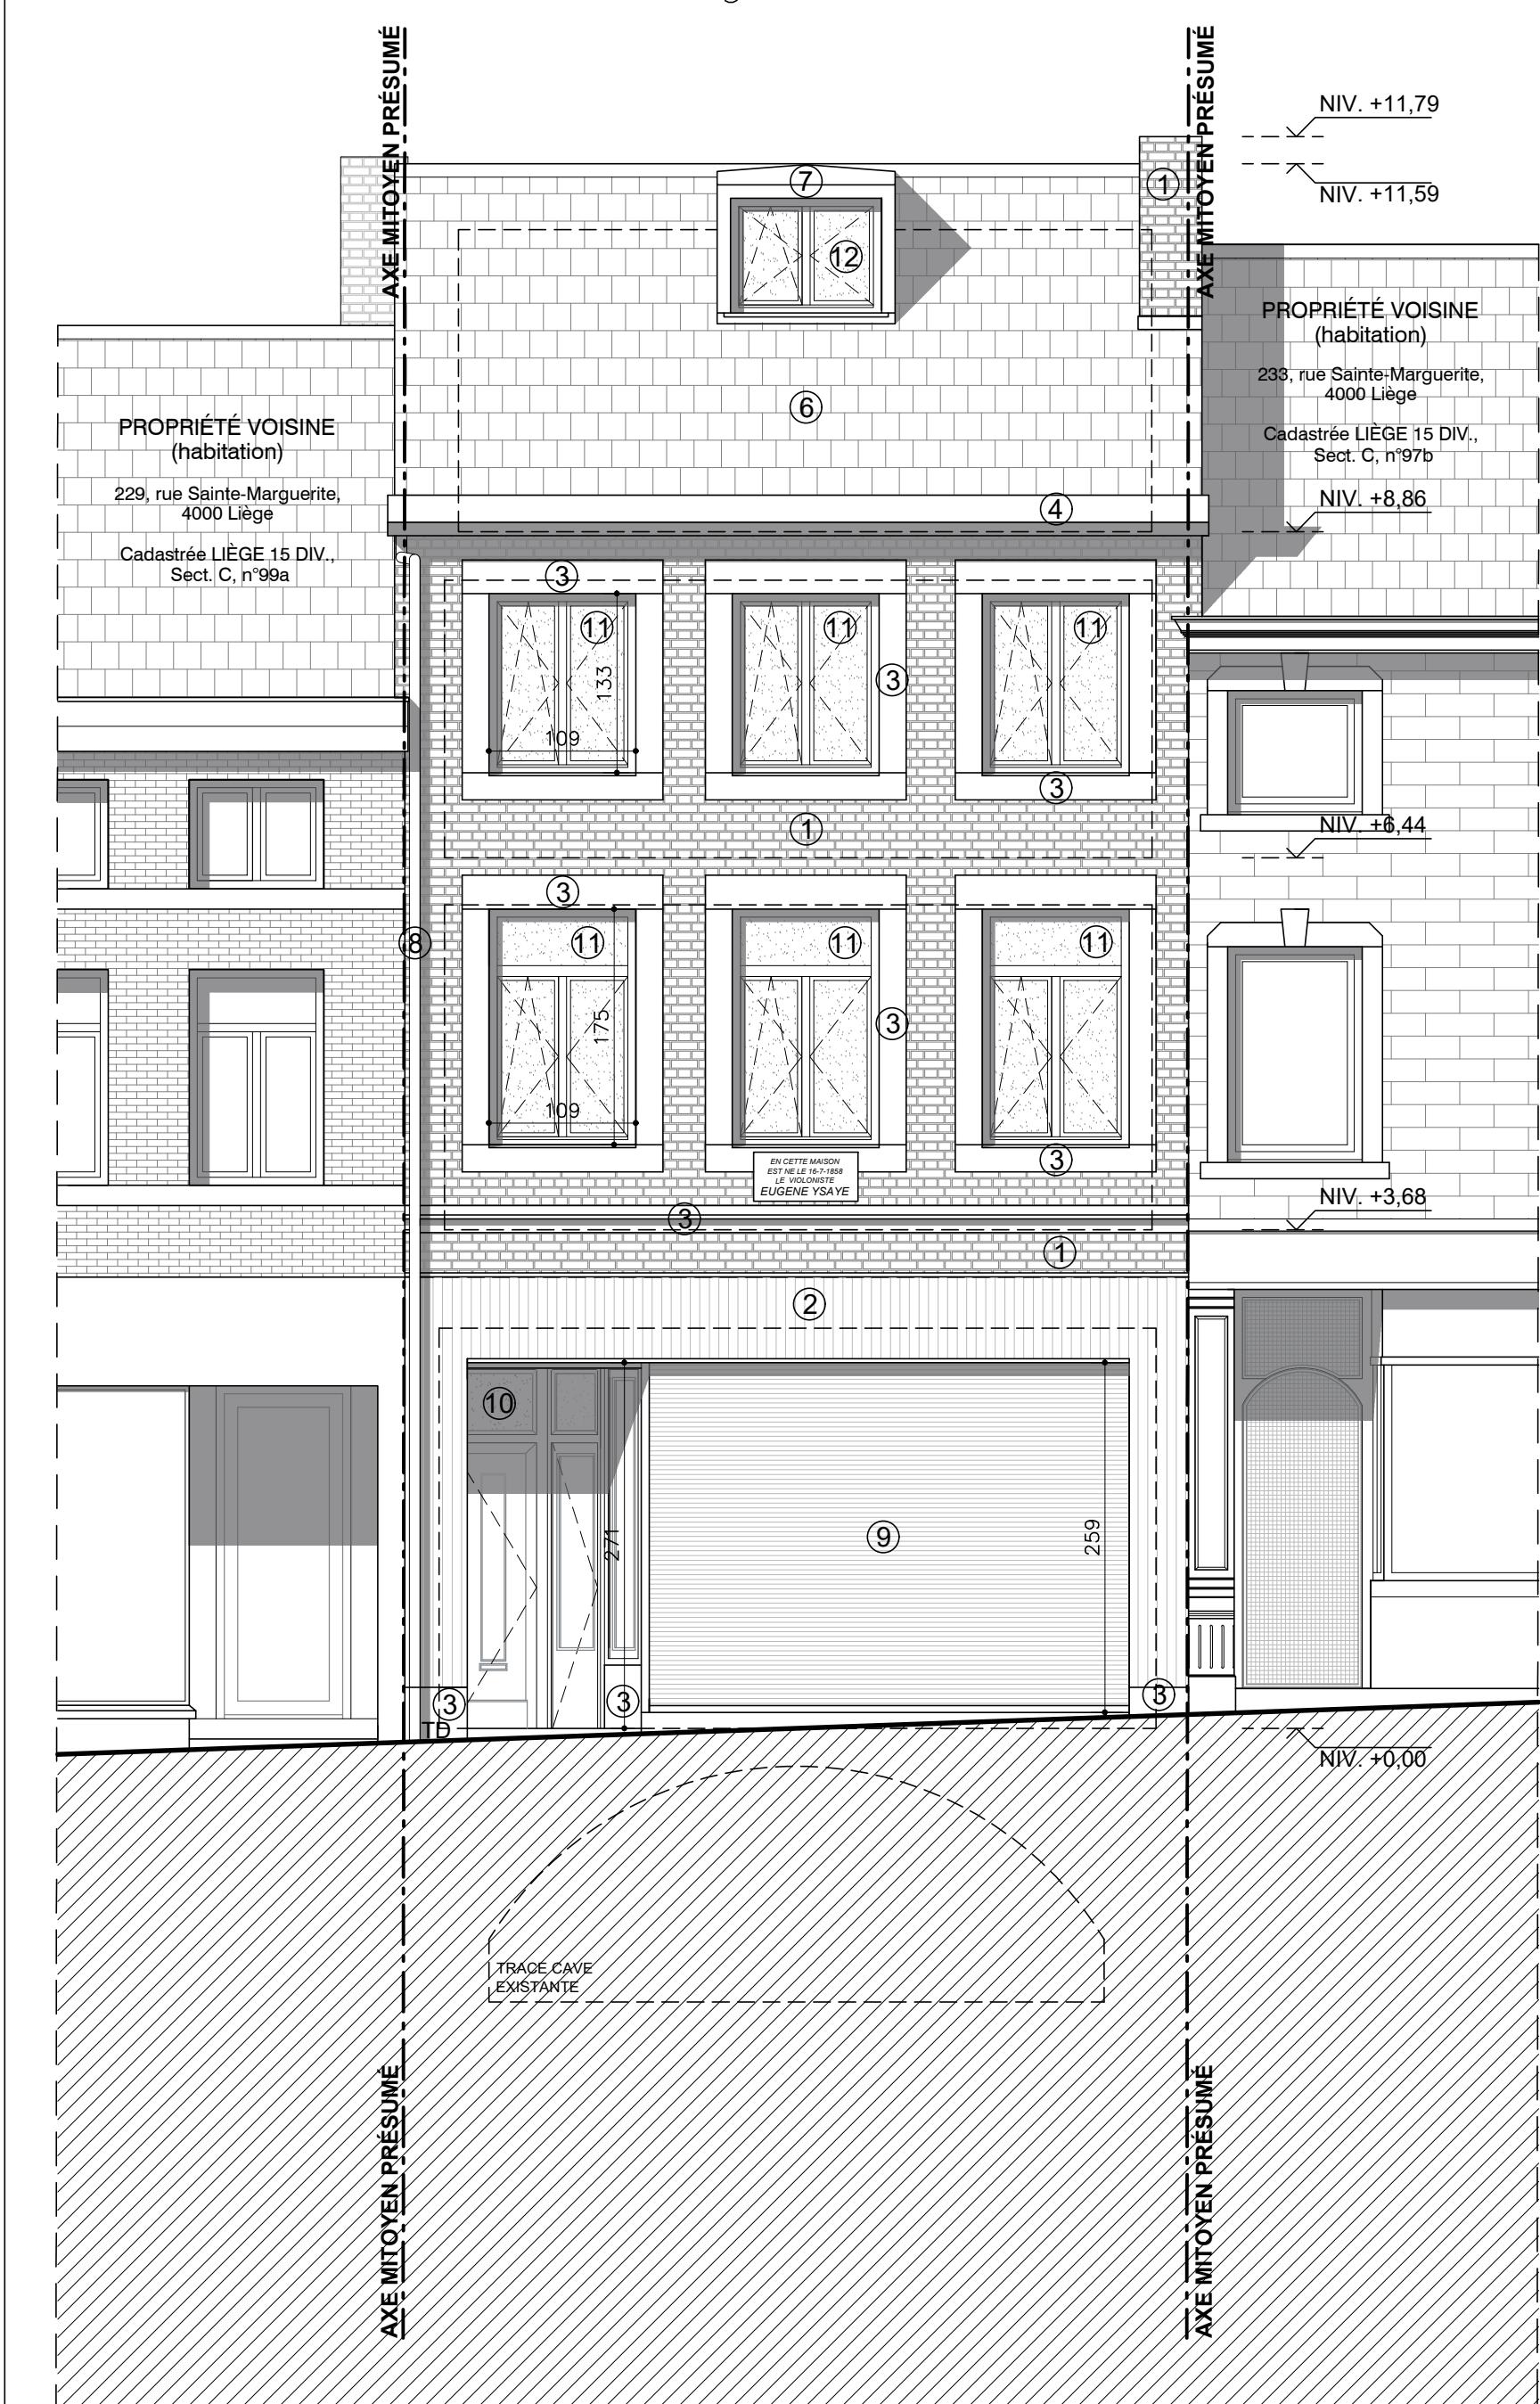 AXE MITOYEN PRÉSUMÉ
AXE MITOYEN PRÉSUMÉ
NIV. +11,79
NIV. +11,59
7
1
12
PROPRIÉTÉ VOISINE
(habitation)
233, rue Sainte-Marguerite,
4000 Liège
Cadastrée LIÈGE 15 DIV.,
Sect. C, n°97b
6
PROPRIÉTÉ VOISINE
(habitation)
229, rue Sainte-Marguerite,
4000 Liège
Cadastrée LIÈGE 15 DIV.,
Sect. C, n°99a
4
NIV. +8,86
3
11
11
11
133
3
109
3
1
NIV. +6,44
3
8
11
11
11
175
3
109
3
EN CETTE MAISON
EST NE LE 16-7-1858
LE VIOLONISTE
EUGENE YSAYE
3
NIV. +3,68
1
2
10
271
9
259
3
3
3
TD
NIV. +0,00
TRACÉ CAVE
EXISTANTE
AXE MITOYEN PRÉSUMÉ
AXE MITOYEN PRÉSUMÉ